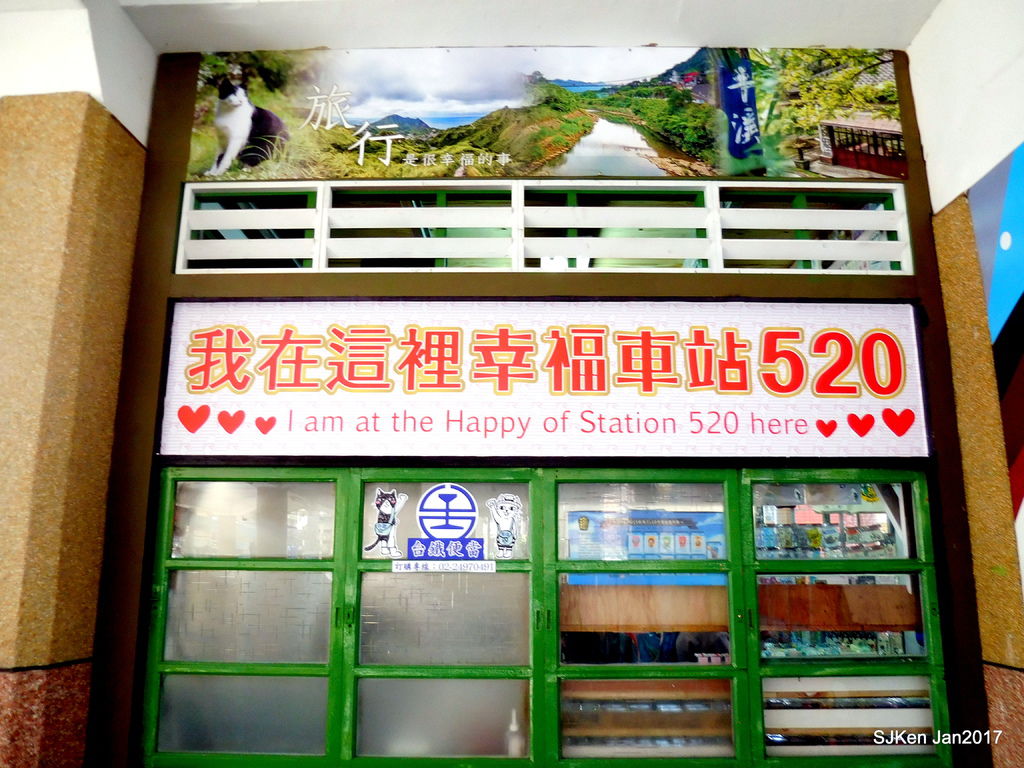 旅行
是很幸福的事
平溪
我在這裡幸福車站520
I am at the Happy of Station 520 here
台鐵便當
訂購專線：02-24970491
SJKen Jan2017